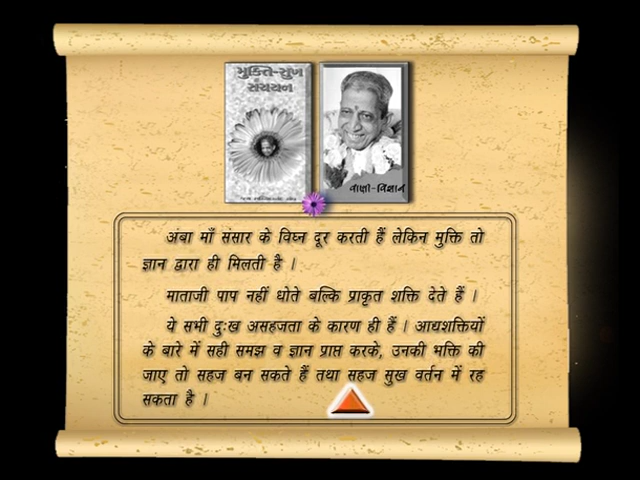 મુક્તિ-સુખ
સંચયન
વાણી-વિજ્ઞાન
अंबा माँ संसार के विघ्न दूर करती हैं लेकिन मुक्ति तो
ज्ञान द्वारा ही मिलती है ।
माताजी पाप नहीं धोते बल्कि प्राकृत शक्ति देते हैं ।
ये सभी दुःख असहजता के कारण ही हैं । आद्यशक्तियों
के बारे में सही समझ व ज्ञान प्राप्त करके, उनकी भक्ति की
जाए तो सहज बन सकते हैं तथा सहज सुख वर्तन में रह
सकता है ।